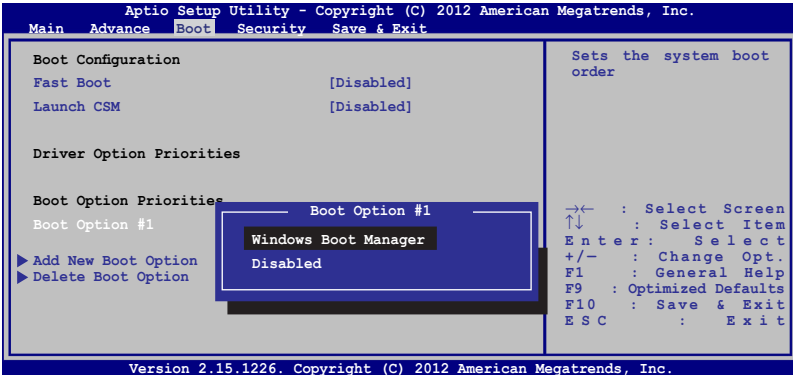 Aptio Setup Utility - Copyright (C) 2012 American Megatrends, Inc.
Main Advance Boot Security Save & Exit
Boot Configuration
Fast Boot [Disabled]
Launch CSM [Disabled]
Driver Option Priorities
Boot Option Priorities
Boot Option #1
Add New Boot Option
Delete Boot Option
Boot Option #1
Windows Boot Manager
Disabled
Sets the system boot
order
→← : Select Screen
↑↓ : Select Item
Enter: Select
+/— : Change Opt.
F1 : General Help
F9 : Optimized Defaults
F10 : Save & Exit
ESC : Exit
Version 2.15.1226. Copyright (C) 2012 American Megatrends, Inc.